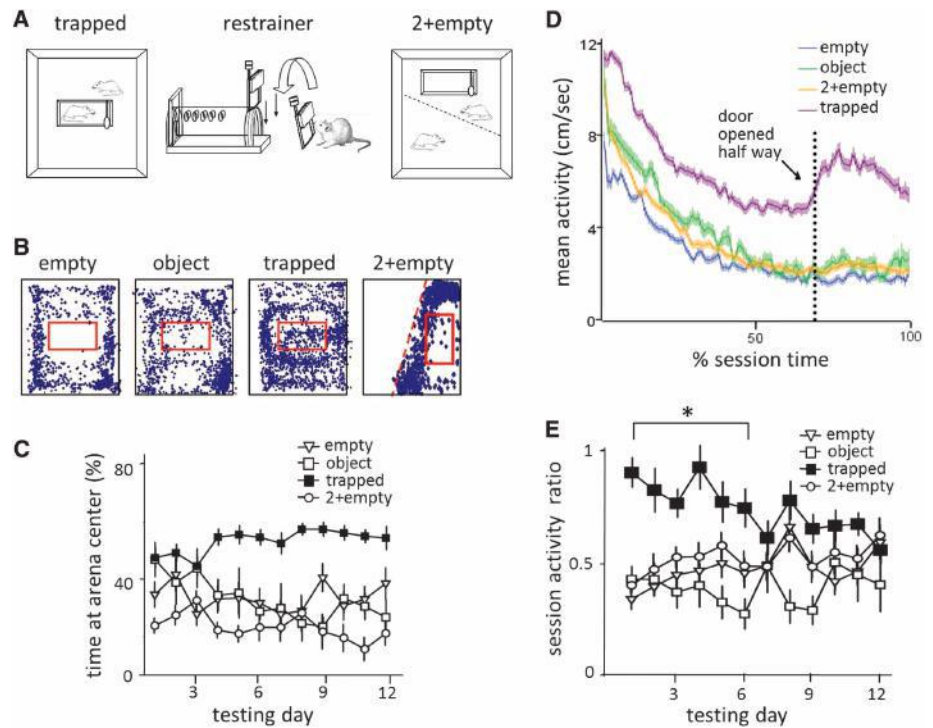 A
trapped
restrainer
2+empty
B
empty
object
trapped
2+empty
C
time at arena center (%)
80
40
0
3
6
9
12
testing day
empty
object
trapped
2+empty
D
mean activity (cm/sec)
12
8
4
0
50
100
% session time
empty
object
2+empty
trapped
door
opened
half way
E
*
session activity ratio
1
0.5
0
3
6
9
12
testing day
empty
object
trapped
2+empty